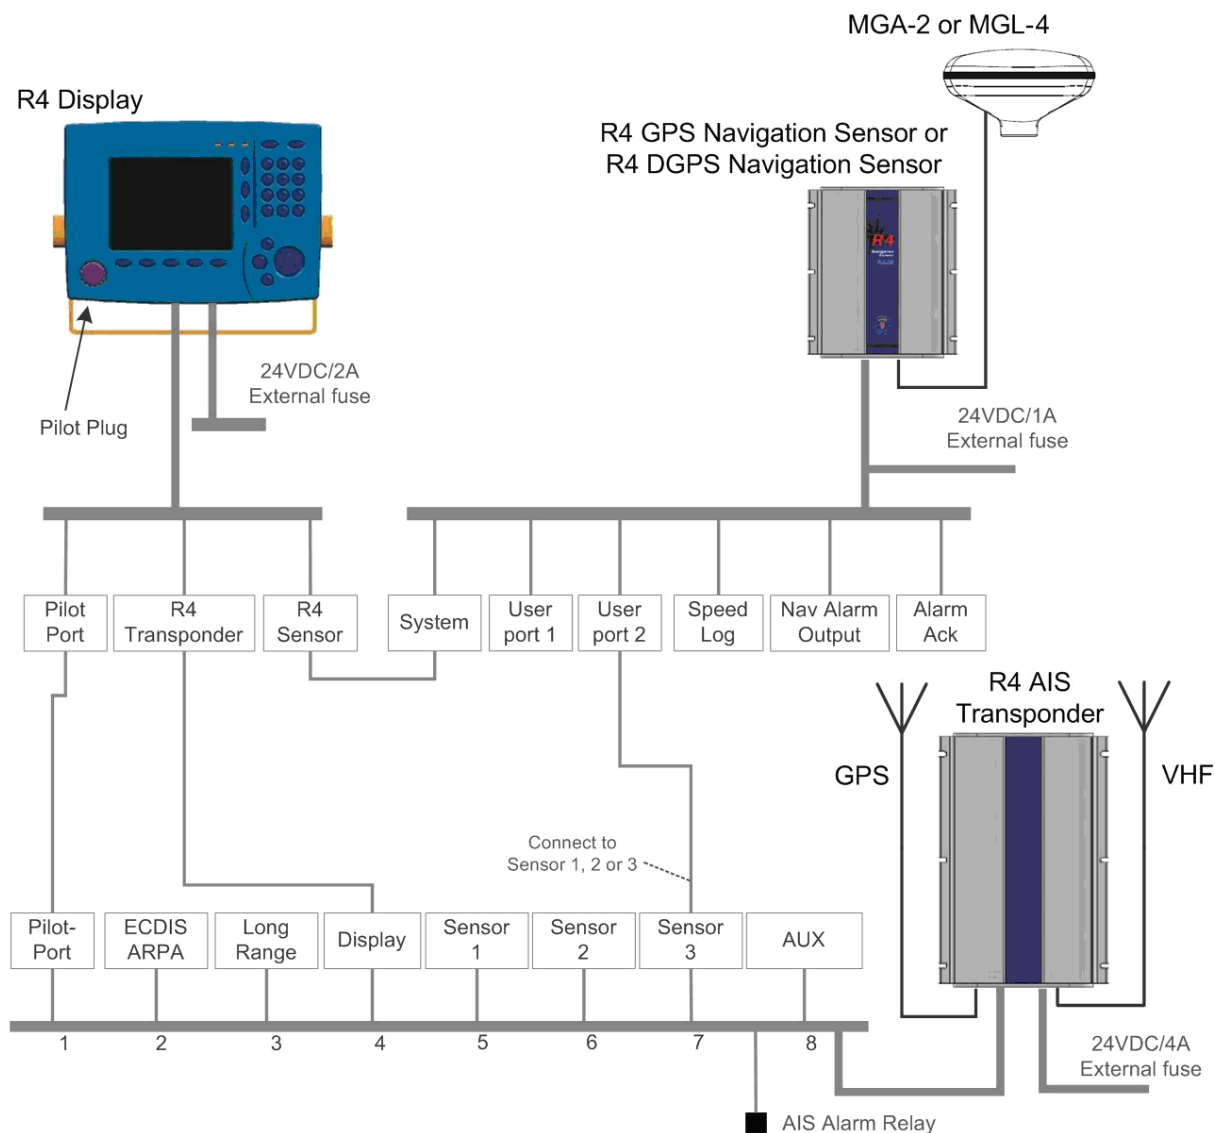 MGA-2 or MGL-4
R4 Display
R4 GPS Navigation Sensor or
R4 DGPS Navigation Sensor
R4
24VDC/2A
External fuse
Pilot Plug
24VDC/1A
External fuse
Pilot
Port
R4
Transponder
R4
Sensor
System
User
port 1
User
port 2
Speed
Log
Nav Alarm
Output
Alarm
Ack
R4 AIS
Transponder
GPS
VHF
Connect to
Sensor 1, 2 or 3
Pilot-
Port
ECDIS
ARPA
Long
Range
Display
Sensor
1
Sensor
2
Sensor
3
AUX
1
2
3
4
5
6
7
8
24VDC/4A
External fuse
AIS Alarm Relay